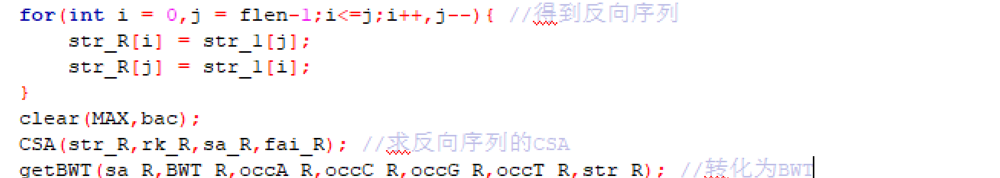 for(int i = 0,j = flen-1;i<=j;i++,j--){ //得到反向序列
    str_R[i] = str_l[j];
    str_R[j] = str_l[i];
}
clear(MAX,bac);
CSA(str_R,rk_R,sa_R,fai_R); //求反向序列的CSA
getBWT(sa_R,BWT_R,occA_R,occC_R,occG_R,occT_R,str_R); //转化为BWT